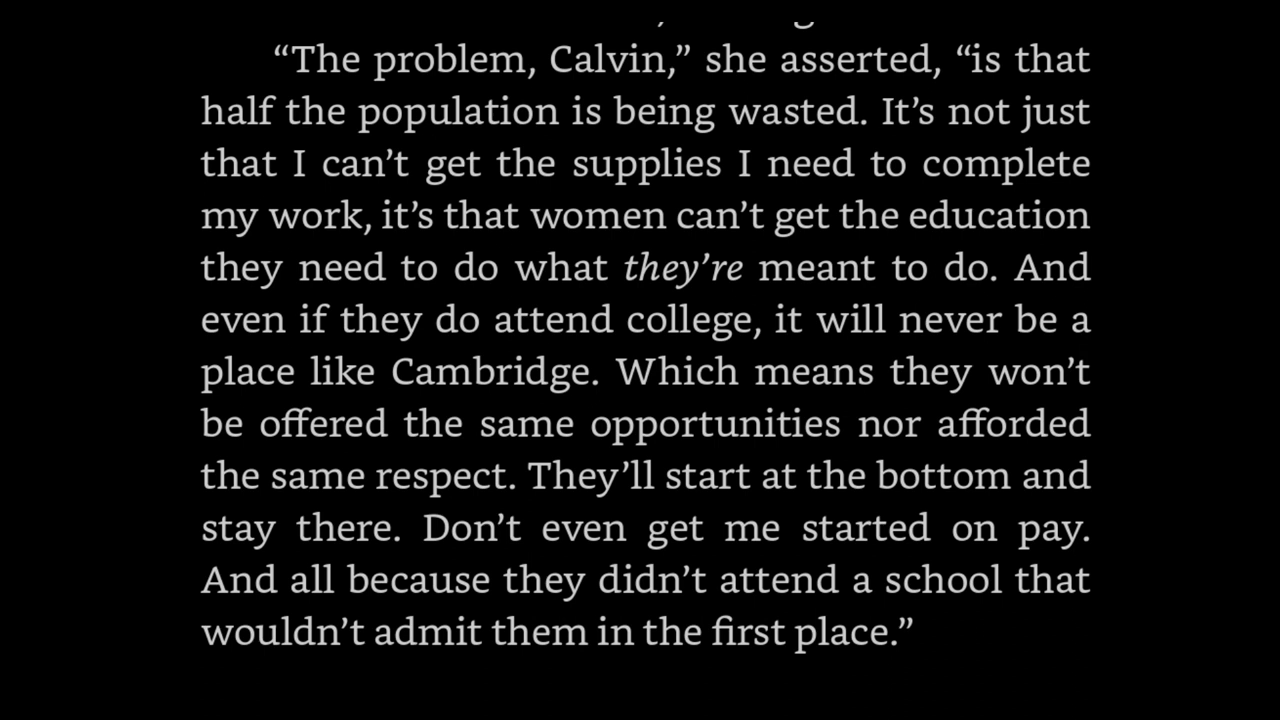 “The problem, Calvin,” she asserted, “is that
half the population is being wasted. It’s not just
that I can’t get the supplies I need to complete
my work, it’s that women can’t get the education
they need to do what they’re meant to do. And
even if they do attend college, it will never be a
place like Cambridge. Which means they won’t
be offered the same opportunities nor afforded
the same respect. They’ll start at the bottom and
stay there. Don’t even get me started on pay.
And all because they didn’t attend a school that
wouldn’t admit them in the first place.”